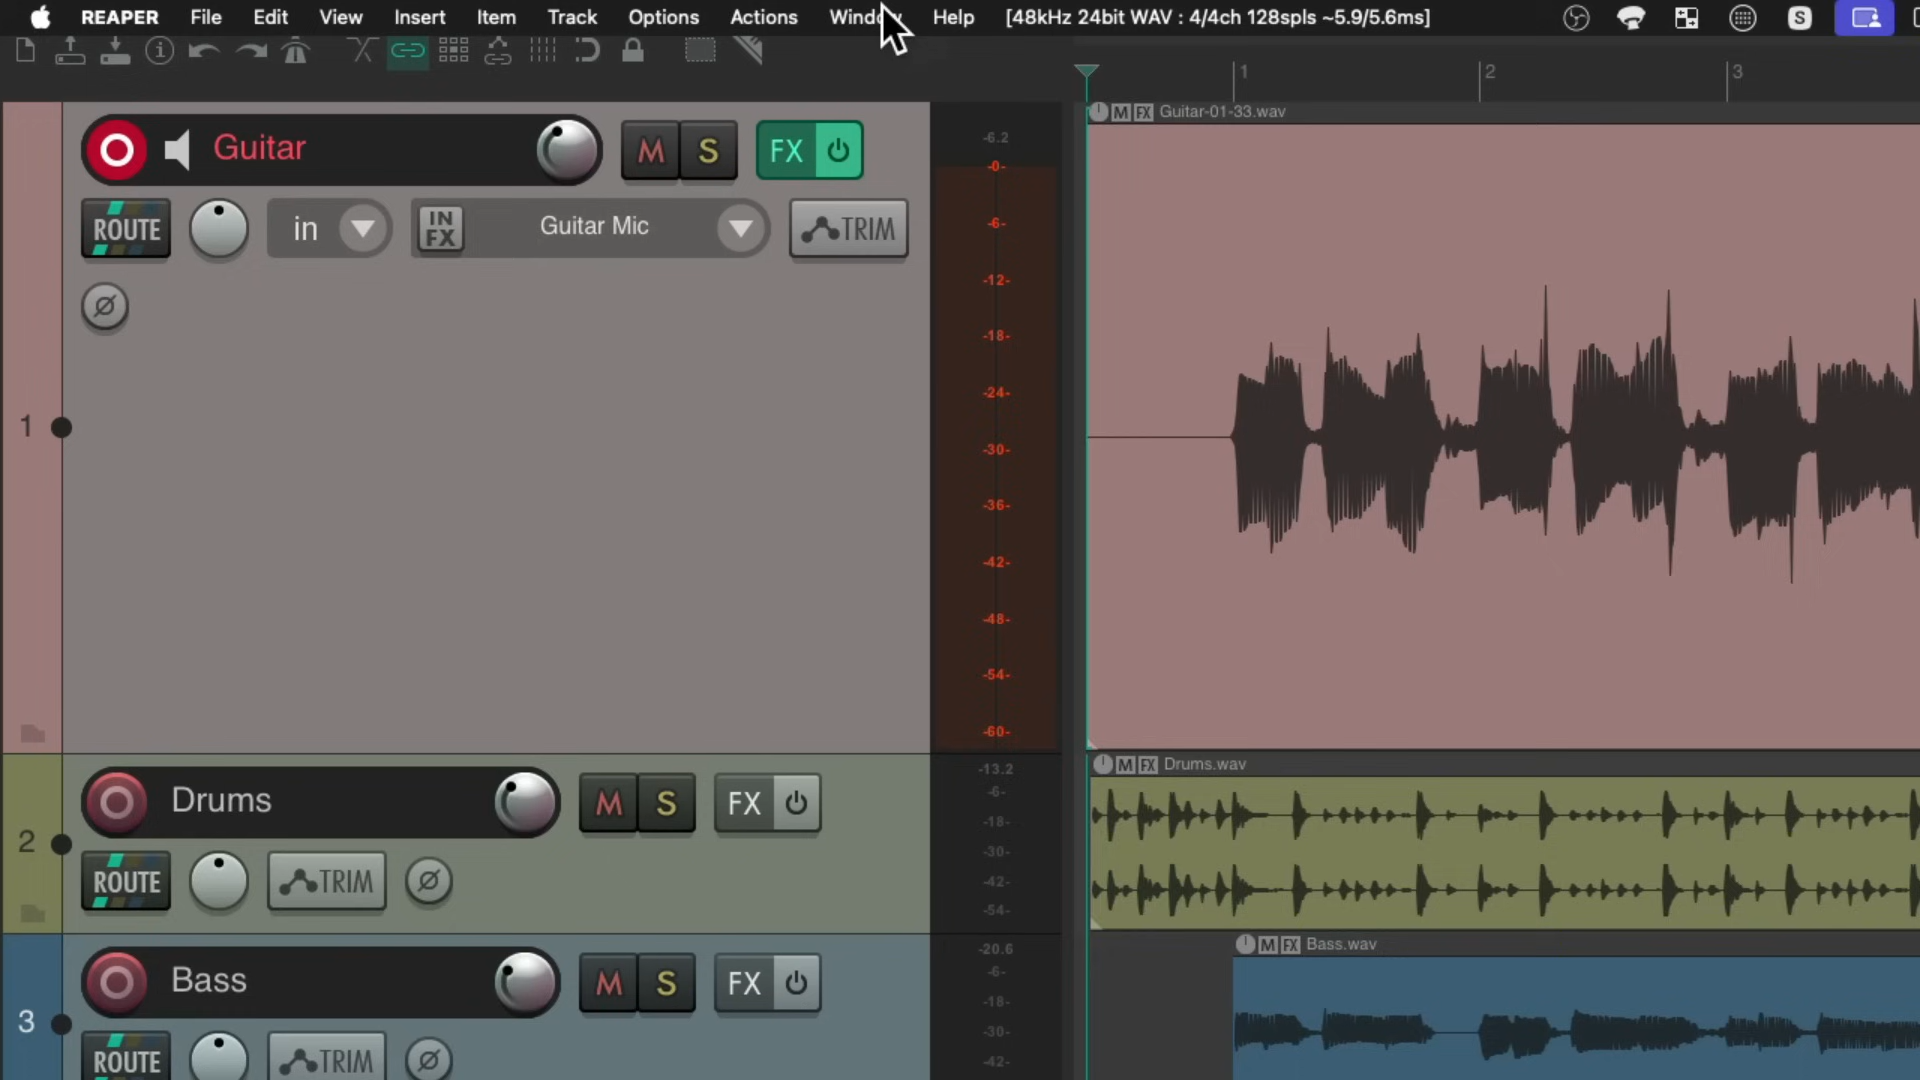 REAPER File Edit View Insert Item Track Options Actions Window Help [48kHz 24bit WAV : 4/4ch 128spls ~5.9/5.6ms] S
1 2 3
M FX Guitar-01-33.wav
Guitar M S FX
ROUTE in IN FX Guitar Mic TRIM
1
-6.2
-0-
-6-
-12-
-18-
-24-
-30-
-36-
-42-
-48-
-54-
-60-
M FX Drums.wav
Drums M S FX
ROUTE TRIM
2
-13.2
-6-
-18-
-30-
-42-
-54-
M FX Bass.wav
Bass M S FX
ROUTE TRIM
3
-20.6
-6-
-18-
-30-
-42-